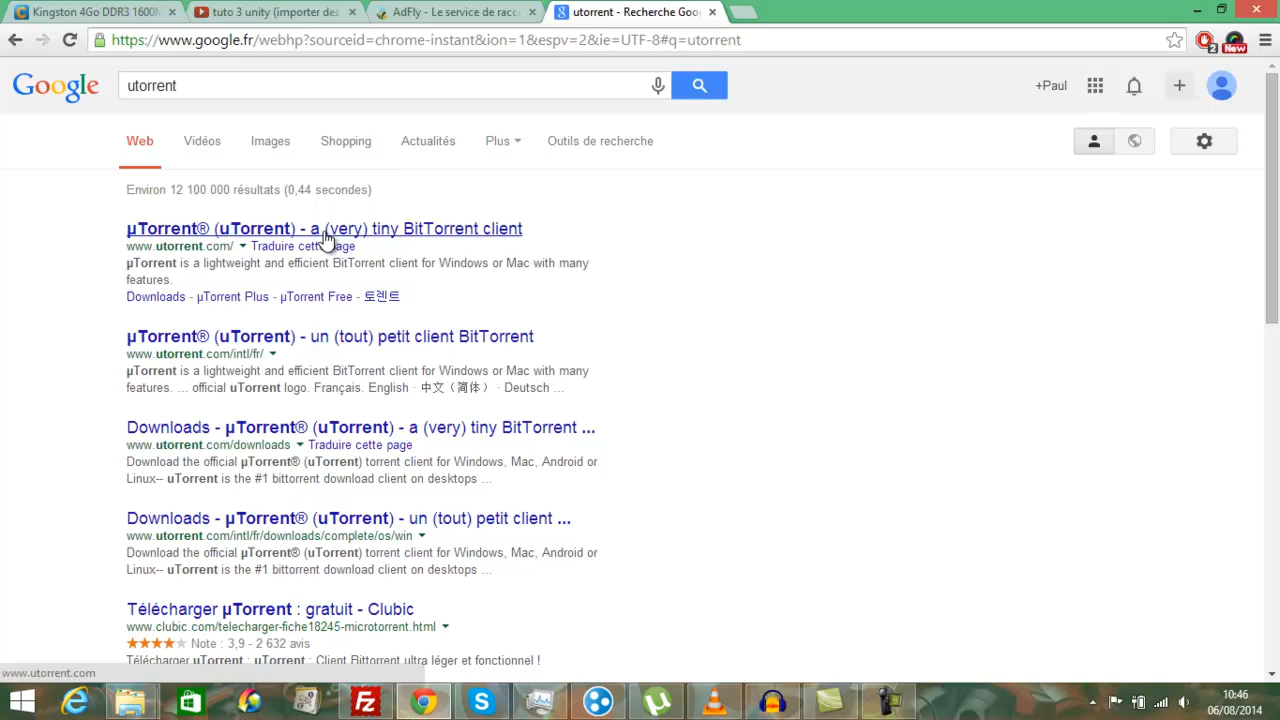 Kingston 4Go DDR3 1600M
tuto 3 unity (importer des
AdFly - Le service de racco
utorrent - Recherche Goo
https://www.google.fr/webhp?sourceid=chrome-instant&ion=1&espv=2&ie=UTF-8#q=utorrent
2
New
Google
utorrent
+Paul
Web
Vidéos
Images
Shopping
Actualités
Plus
Outils de recherche
Environ 12 100 000 résultats (0,44 secondes)
µTorrent® (uTorrent) - a (very) tiny BitTorrent client
www.utorrent.com/ Traduire cette page
µTorrent is a lightweight and efficient BitTorrent client for Windows or Mac with many
features.
Downloads - µTorrent Plus - µTorrent Free - 토렌트
µTorrent® (uTorrent) - un (tout) petit client BitTorrent
www.utorrent.com/intl/fr/
µTorrent is a lightweight and efficient BitTorrent client for Windows or Mac with many
features. ... official uTorrent logo. Français. English · 中文（简体） · Deutsch ...
Downloads - µTorrent® (uTorrent) - a (very) tiny BitTorrent ...
www.utorrent.com/downloads Traduire cette page
Download the official µTorrent® (uTorrent) torrent client for Windows, Mac, Android or
Linux-- uTorrent is the #1 bittorrent download client on desktops ...
Downloads - µTorrent® (uTorrent) - un (tout) petit client ...
www.utorrent.com/intl/fr/downloads/complete/os/win
Download the official µTorrent® (uTorrent) torrent client for Windows, Mac, Android or
Linux-- uTorrent is the #1 bittorrent download client on desktops ...
Télécharger µTorrent : gratuit - Clubic
www.clubic.com/telecharger-fiche18245-microtorrent.html
Note : 3,9 - 2 632 avis
Télécharger µTorrent : uTorrent : Client Bittorrent ultra léger et fonctionnel !
www.utorrent.com
10:46
06/08/2014